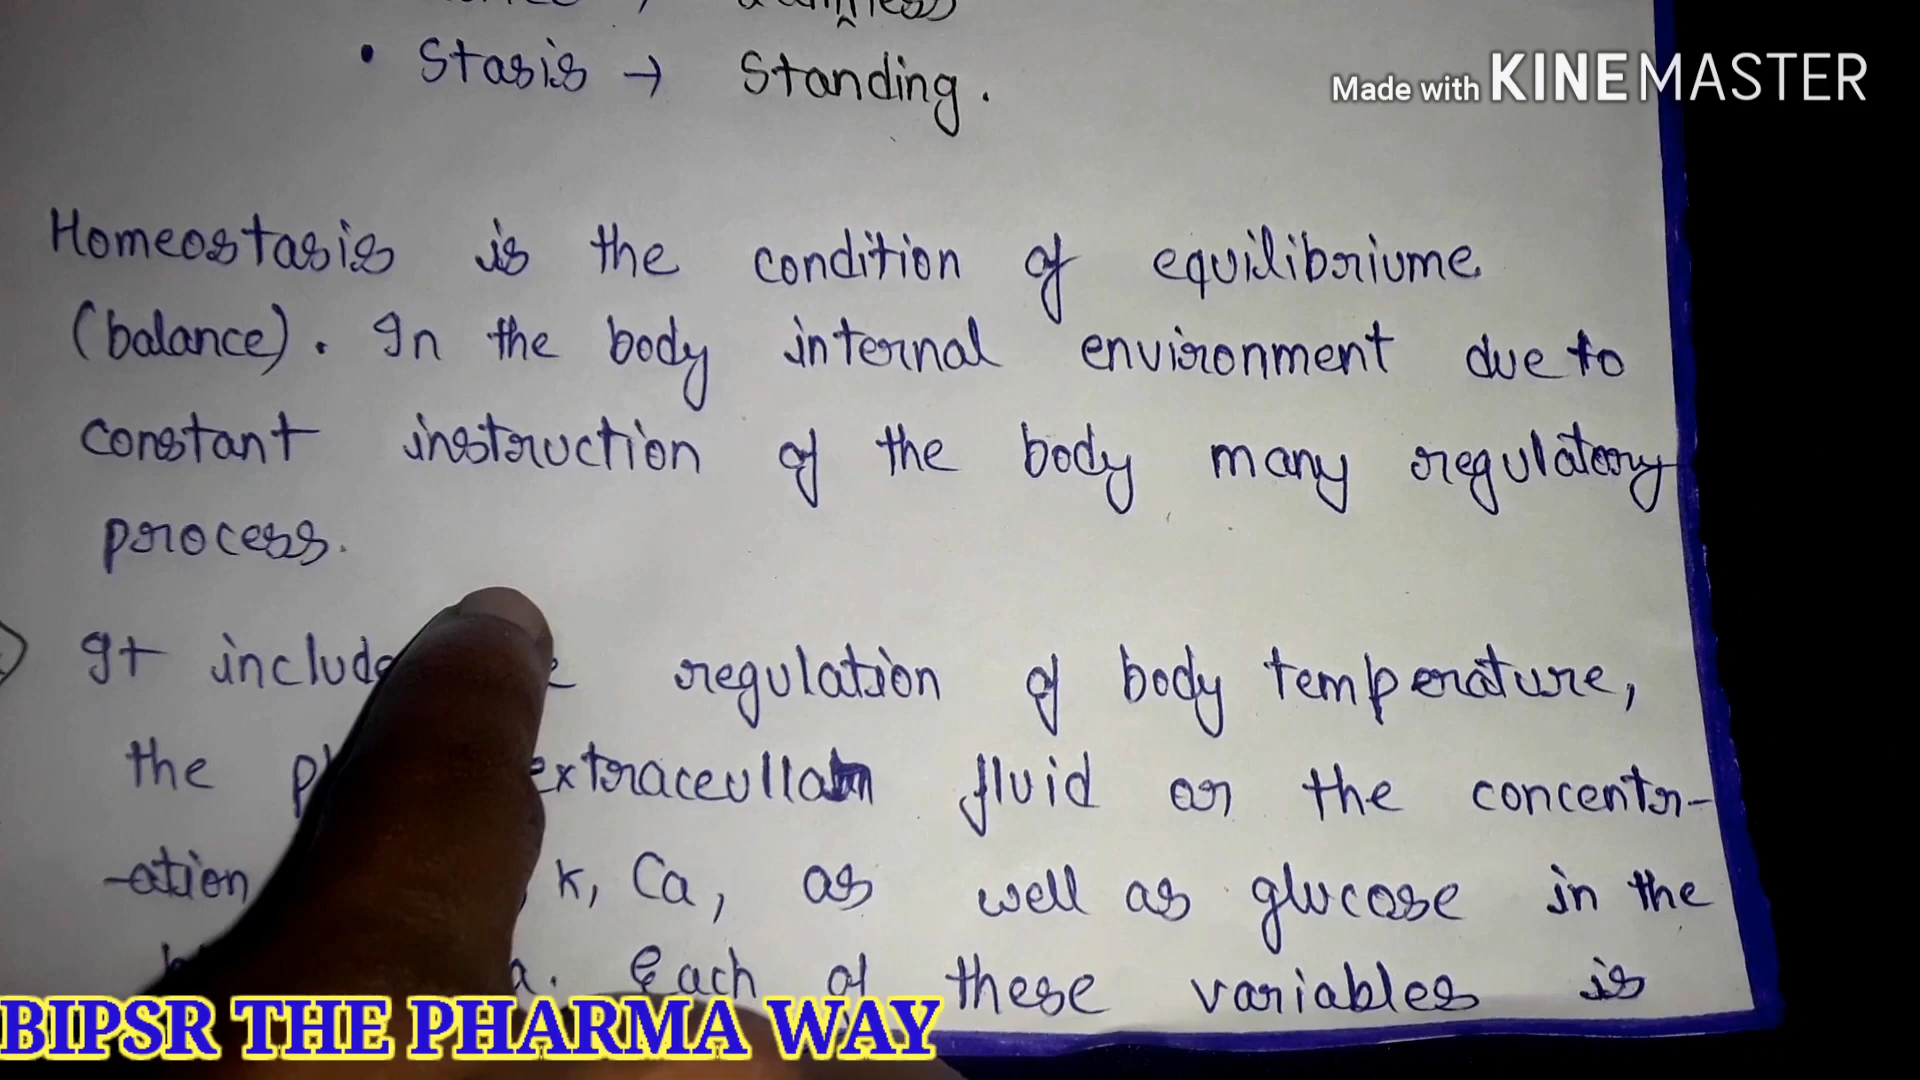 • Stasis → Standing.
Made with KINEMASTER
Homeostasis is the condition of equilibriume
(balance). In the body internal environment due to
constant instruction of the body many regulatory
process.
It include regulation of body temperature,
the fluid or the concentr-
-ation K, Ca, as well as glucose in the
Each of these variables is
BIPSR THE PHARMA WAY